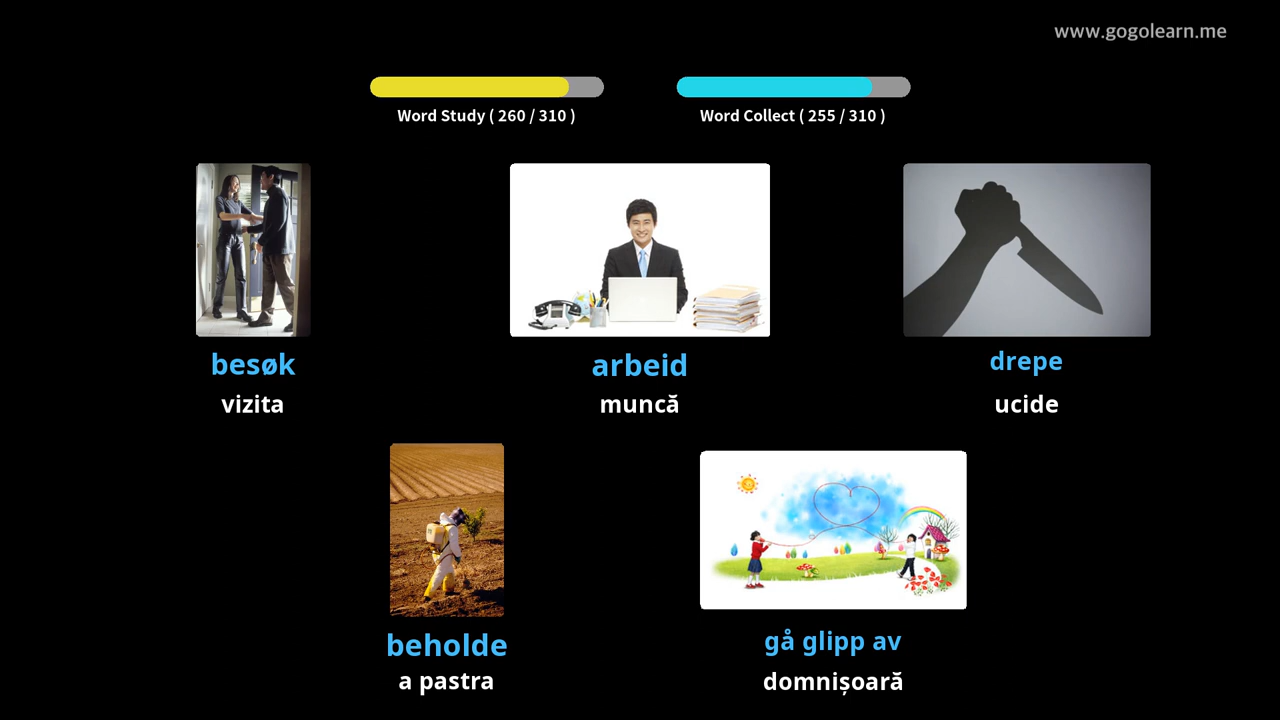 www.gogolearn.me
Word Study ( 260 / 310 )
Word Collect ( 255 / 310 )
besøk
vizita
arbeid
muncă
drepe
ucide
beholde
a pastra
gå glipp av
domnișoară